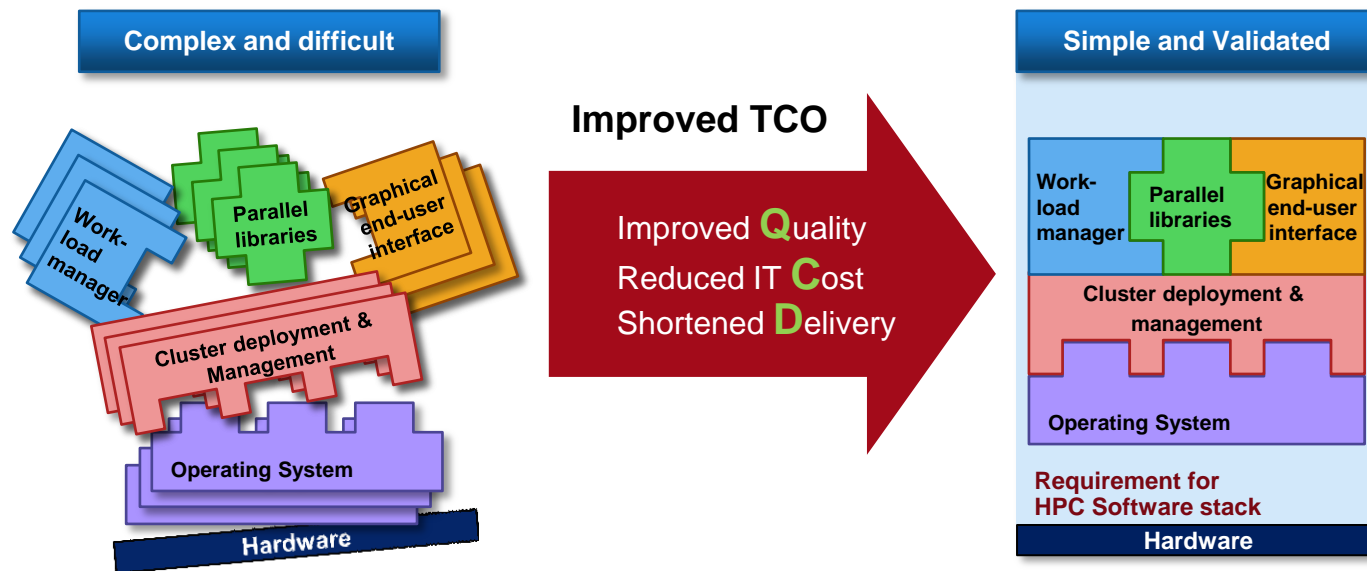 Complex and difficult
Work-
load
manager
Parallel
libraries
Graphical
end-user
interface
Cluster deployment &
Management
Operating System
Hardware
Improved TCO
Improved Quality
Reduced IT Cost
Shortened Delivery
Simple and Validated
Work-
load
manager
Parallel
libraries
Graphical
end-user
interface
Cluster deployment &
management
Operating System
Requirement for
HPC Software stack
Hardware